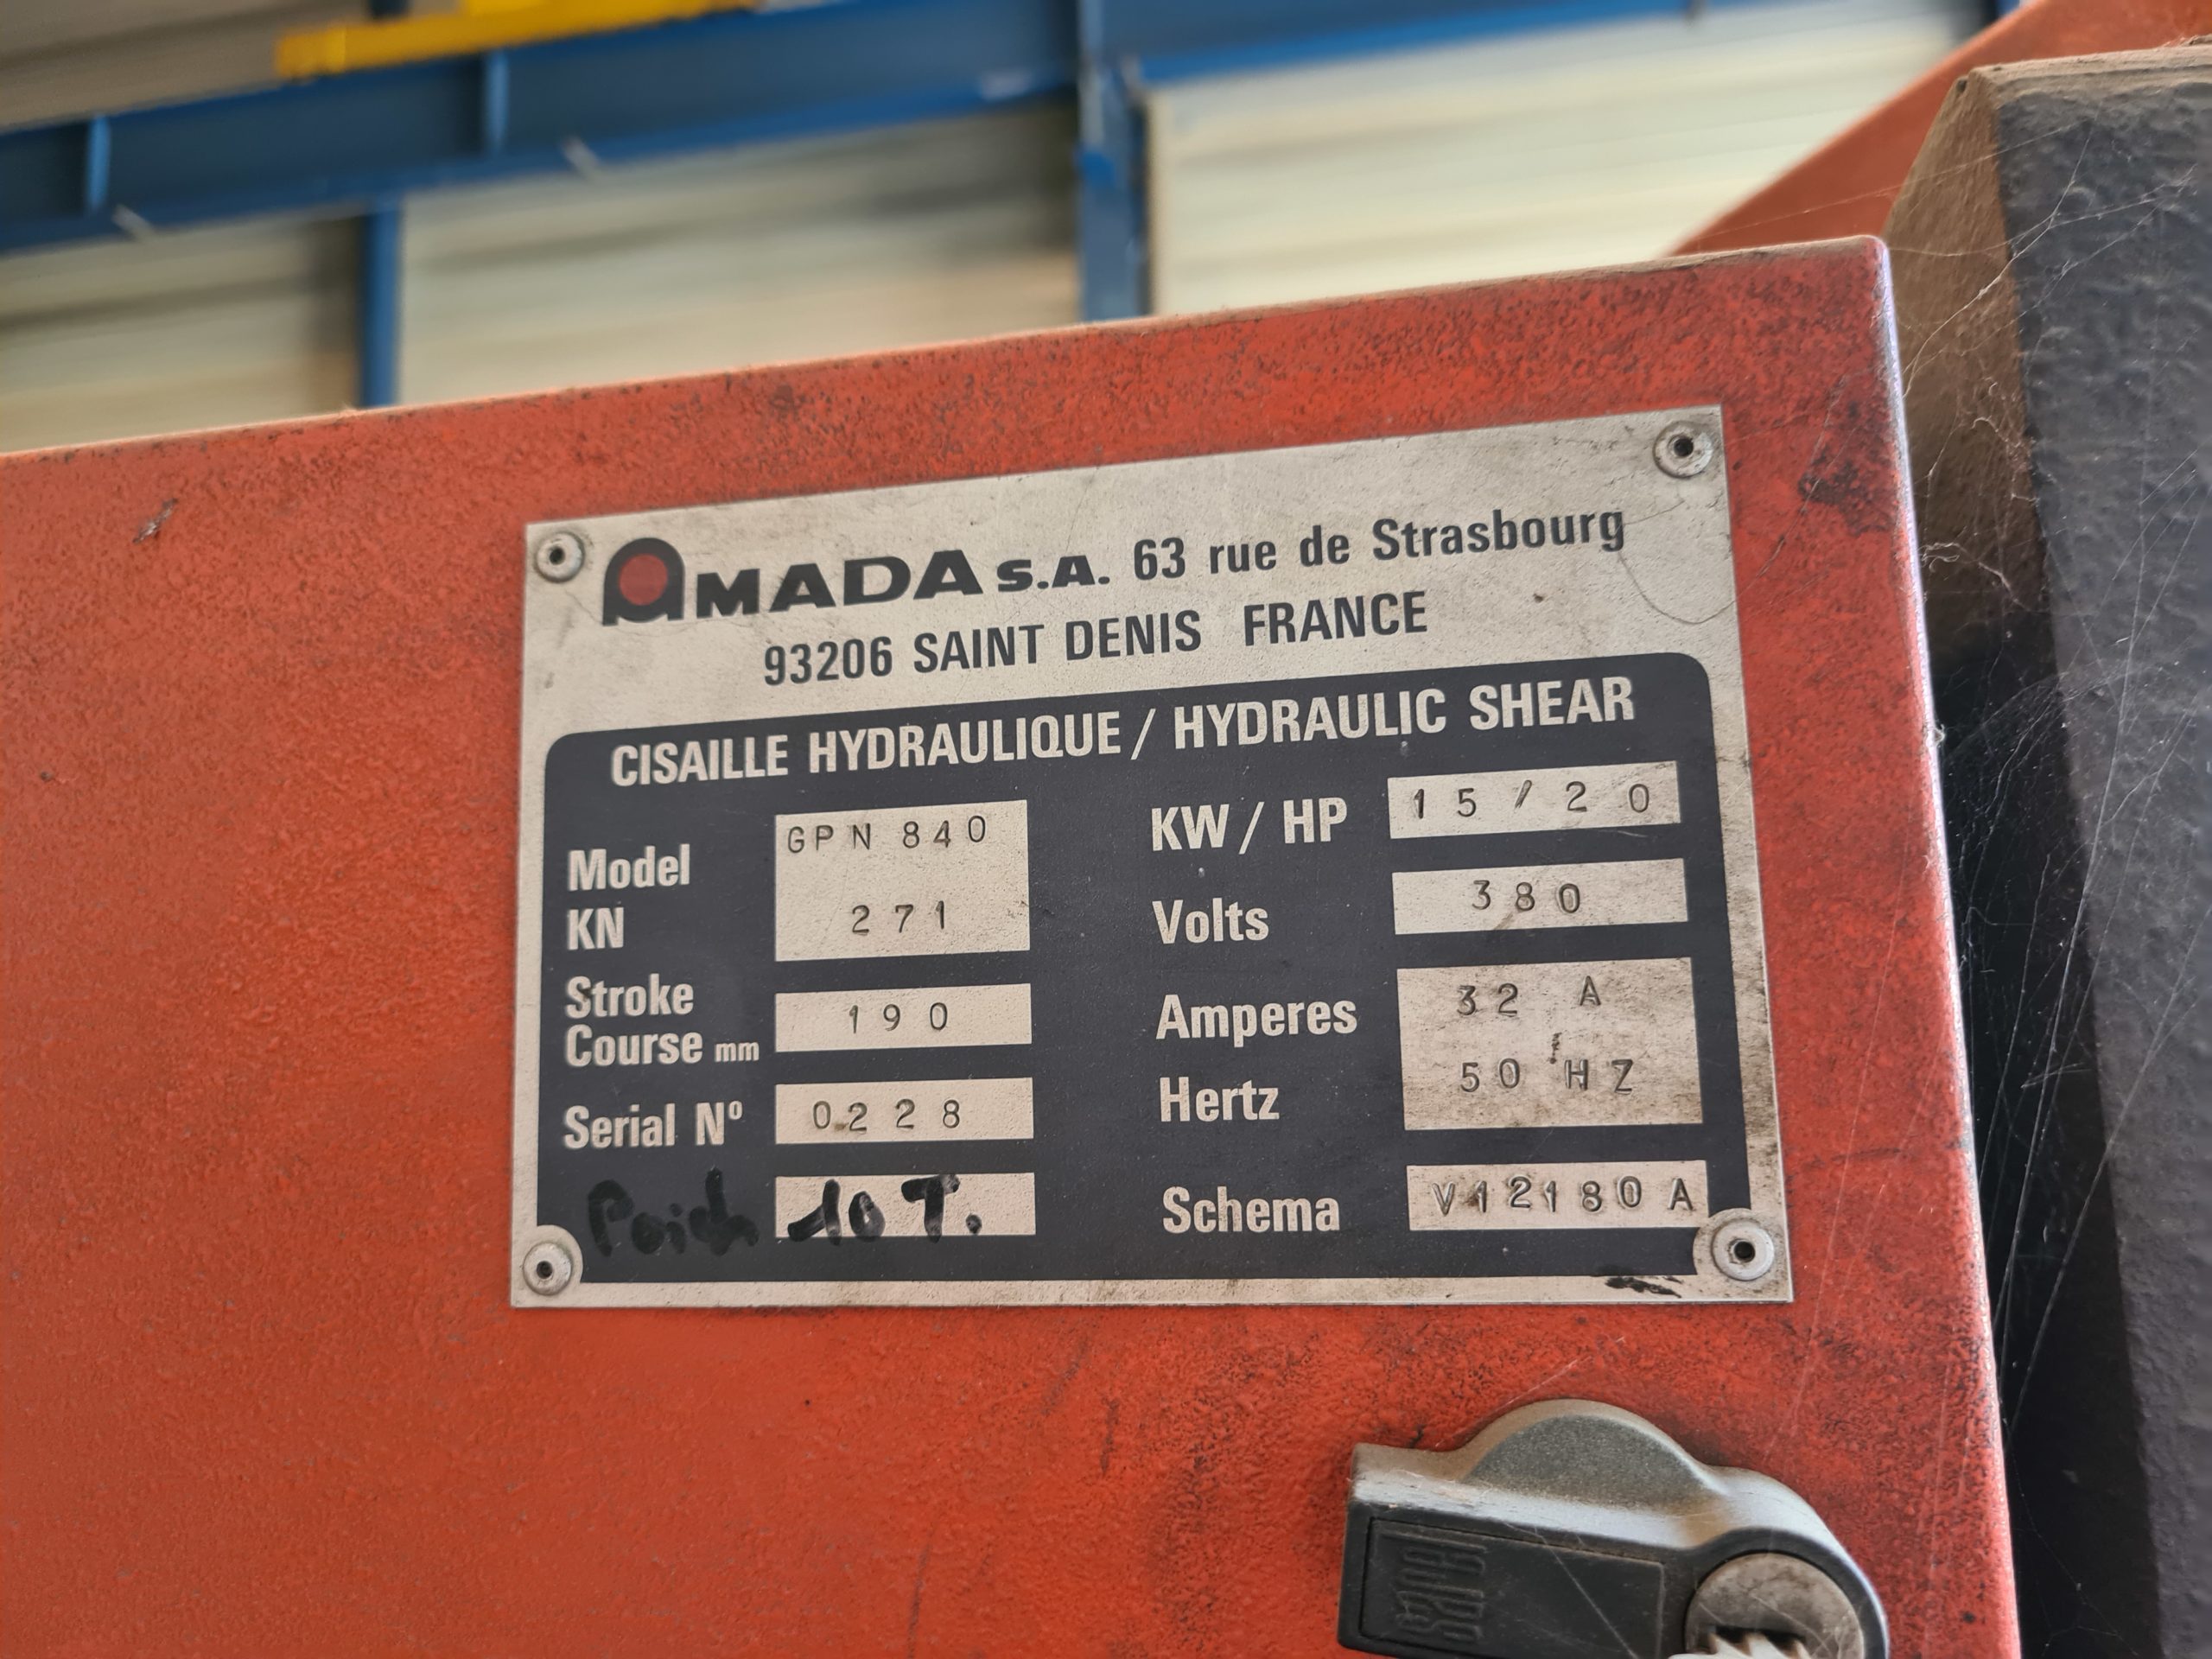 AMADA S.A. 63 rue de Strasbourg
93206 SAINT DENIS FRANCE
CISAILLE HYDRAULIQUE / HYDRAULIC SHEAR
Model GPN 840
KN 271
Stroke
Course mm 190
Serial Nº 0228
Poids 10 T.
KW / HP 15/20
Volts 380
Amperes 32 A
Hertz 50 HZ
Schema V12180A